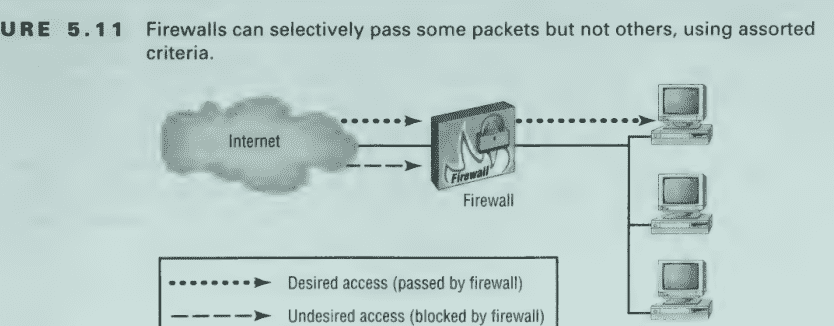 URE 5.11 Firewalls can selectively pass some packets but not others, using assorted
criteria.
Internet
Firewall
Firewall
Desired access (passed by firewall)
Undesired access (blocked by firewall)